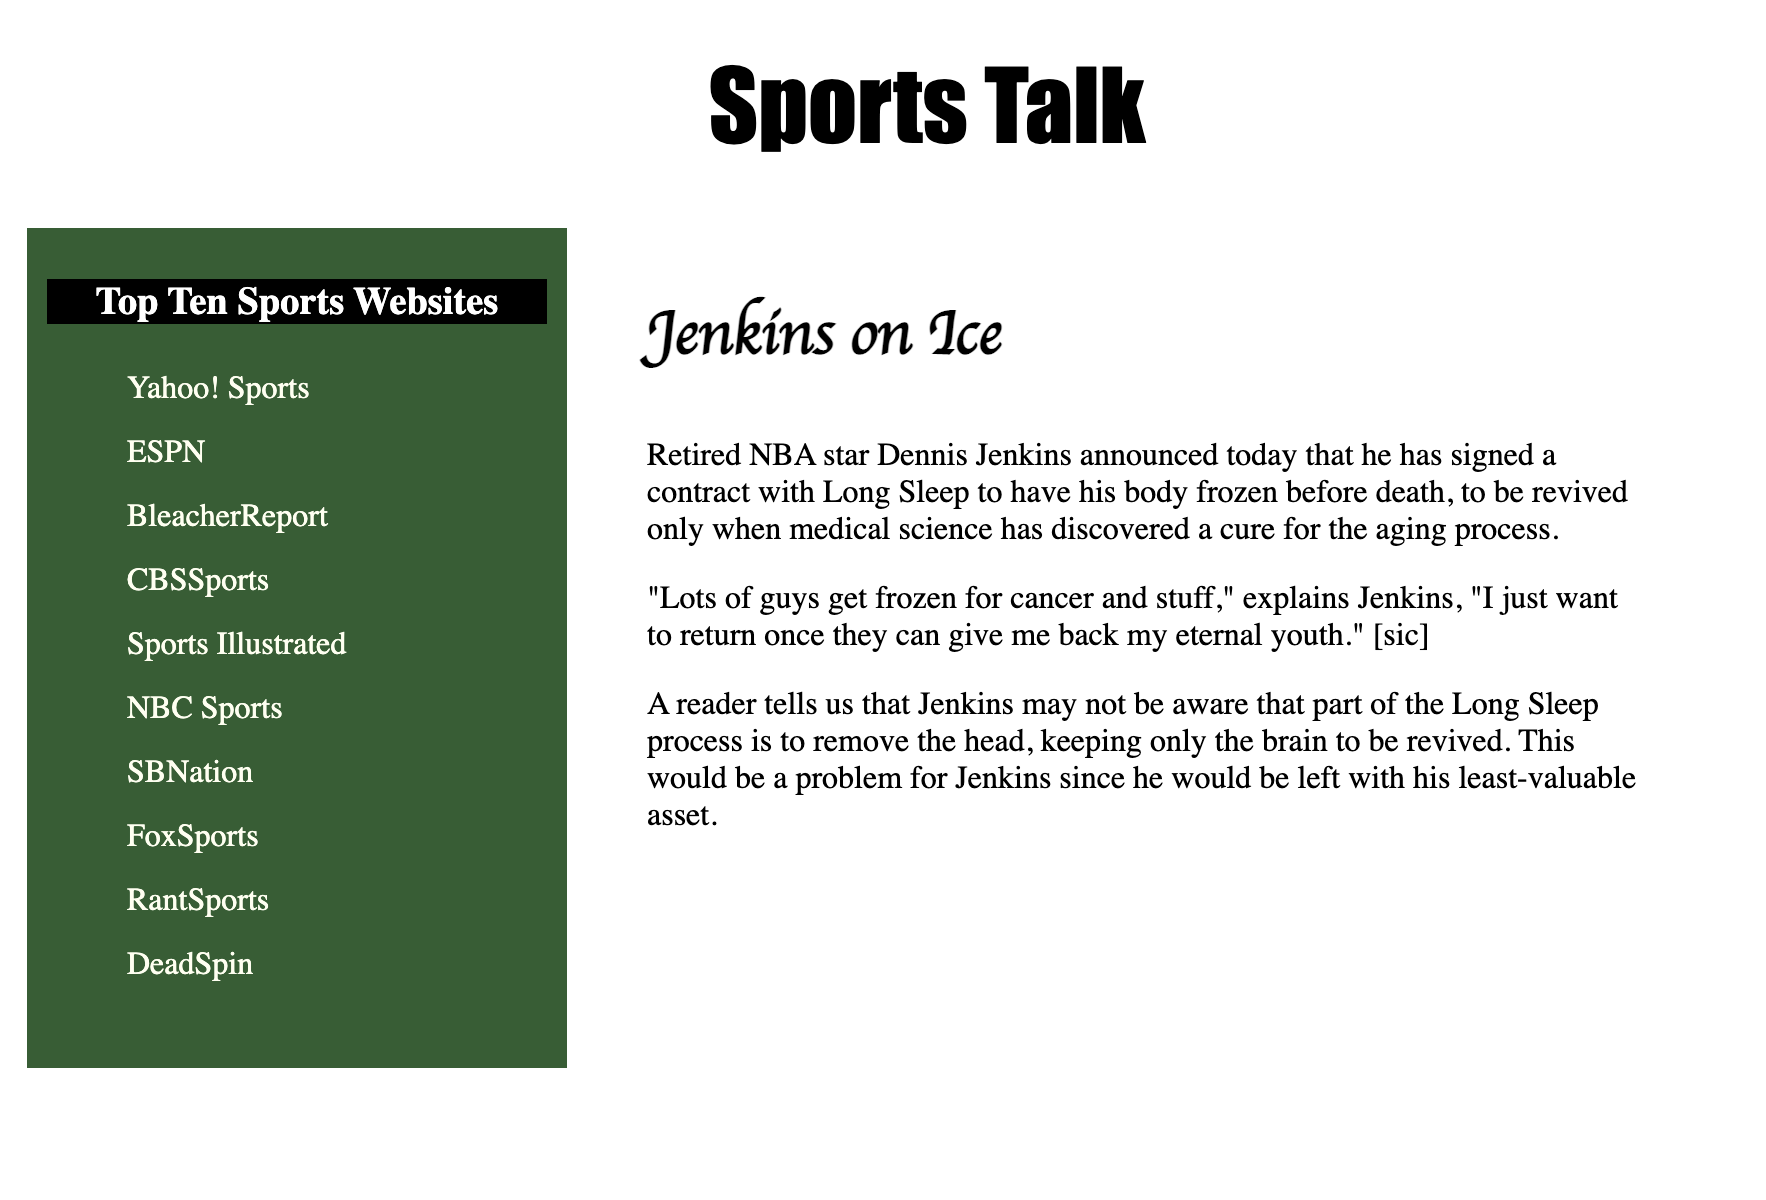 Sports Talk
Top Ten Sports Websites
Yahoo! Sports
ESPN
BleacherReport
CBSSports
Sports Illustrated
NBC Sports
SBNation
FoxSports
RantSports
DeadSpin
Jenkins on Ice
Retired NBA star Dennis Jenkins announced today that he has signed a
contract with Long Sleep to have his body frozen before death, to be revived
only when medical science has discovered a cure for the aging process.
"Lots of guys get frozen for cancer and stuff," explains Jenkins, "I just want
to return once they can give me back my eternal youth." [sic]
A reader tells us that Jenkins may not be aware that part of the Long Sleep
process is to remove the head, keeping only the brain to be revived. This
would be a problem for Jenkins since he would be left with his least-valuable
asset.